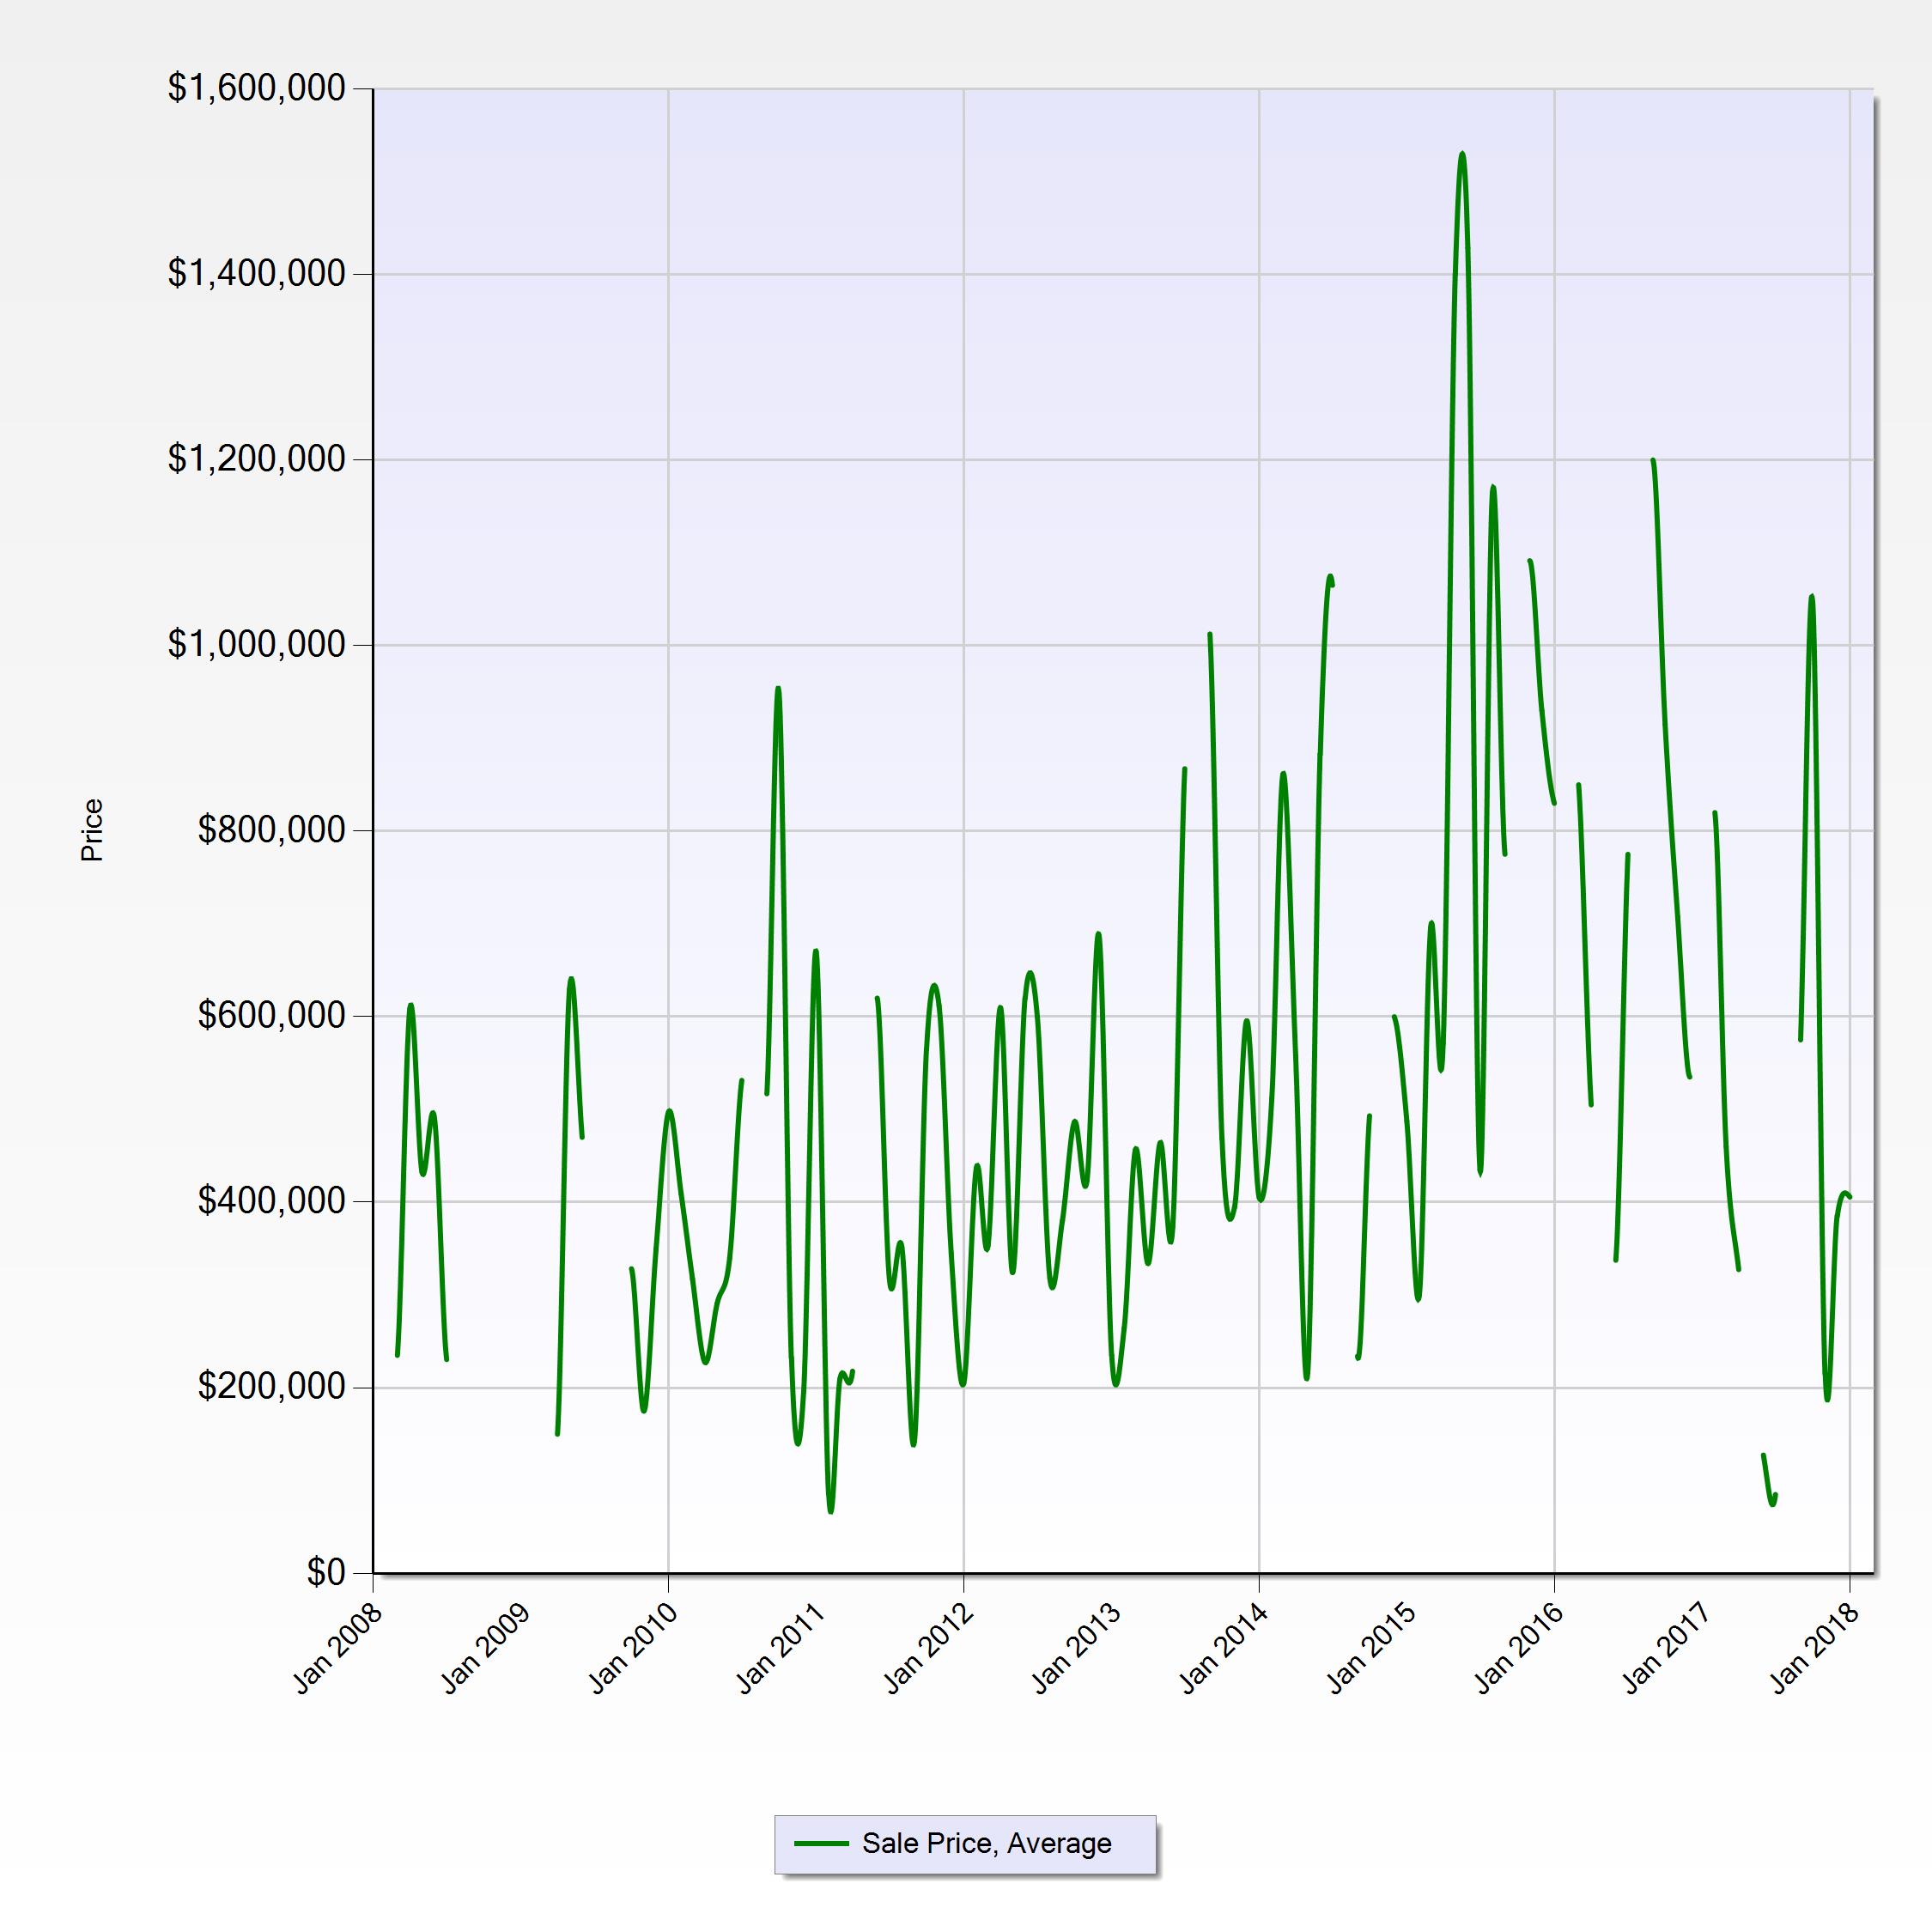 $1,600,000
$1,400,000
$1,200,000
$1,000,000
$800,000
$600,000
$400,000
$200,000
$0
Price
Jan 2008
Jan 2009
Jan 2010
Jan 2011
Jan 2012
Jan 2013
Jan 2014
Jan 2015
Jan 2016
Jan 2017
Jan 2018
Sale Price, Average